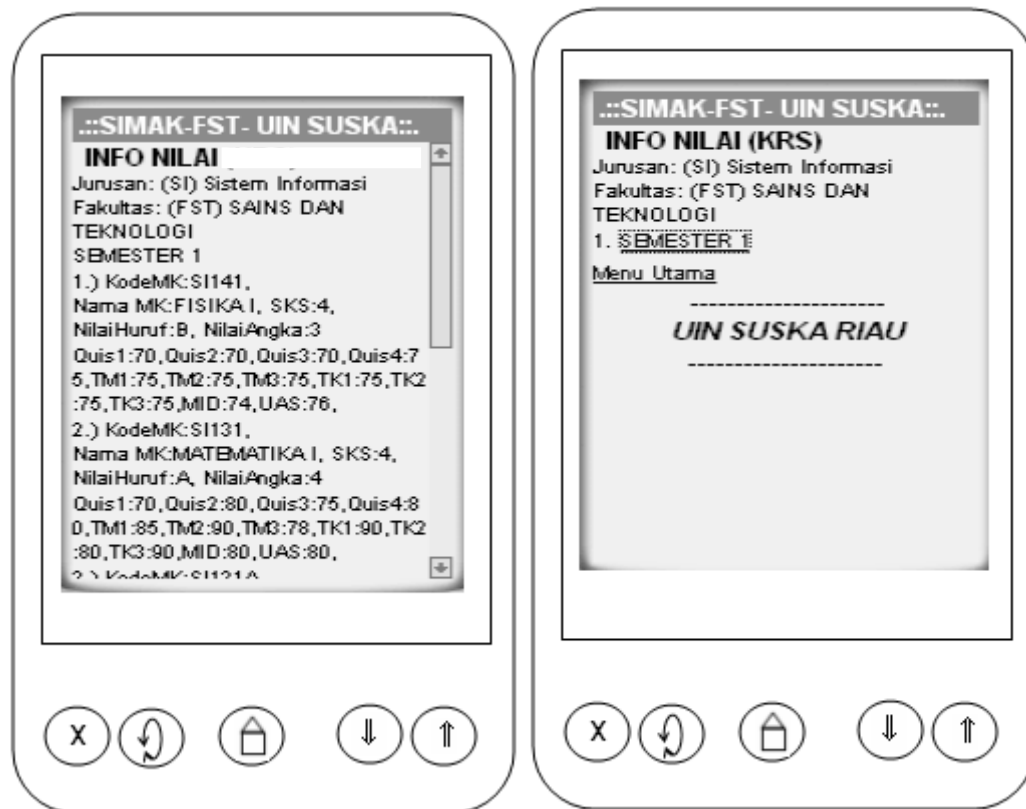 .::SIMAK-FST- UIN SUSKA::.
INFO NILAI
Jurusan: (SI) Sistem Informasi
Fakultas: (FST) SAINS DAN
TEKNOLOGI
SEMESTER 1
1.) KodeMK:SI141,
Nama MK:FISIKA I, SKS:4,
NilaiHuruf:B, NilaiAngka:3
Quis1:70,Quis2:70,Quis3:70,Quis4:7
5,TM1:75,TM2:75,TM3:75,TK1:75,TK2
:75,TK3:75,MID:74,UAS:76,
2.) KodeMK:SI131,
Nama MK:MATEMATIKA I, SKS:4,
NilaiHuruf:A, NilaiAngka:4
Quis1:70,Quis2:80,Quis3:75,Quis4:8
0,TM1:85,TM2:90,TM3:78,TK1:90,TK2
:80,TK3:90,MID:80,UAS:80,
KodeMK:SI121A
X
.::SIMAK-FST- UIN SUSKA::.
INFO NILAI (KRS)
Jurusan: (SI) Sistem Informasi
Fakultas: (FST) SAINS DAN
TEKNOLOGI
1. SEMESTER 1
Menu Utama
---------------------
UIN SUSKA RIAU
---------------------
X